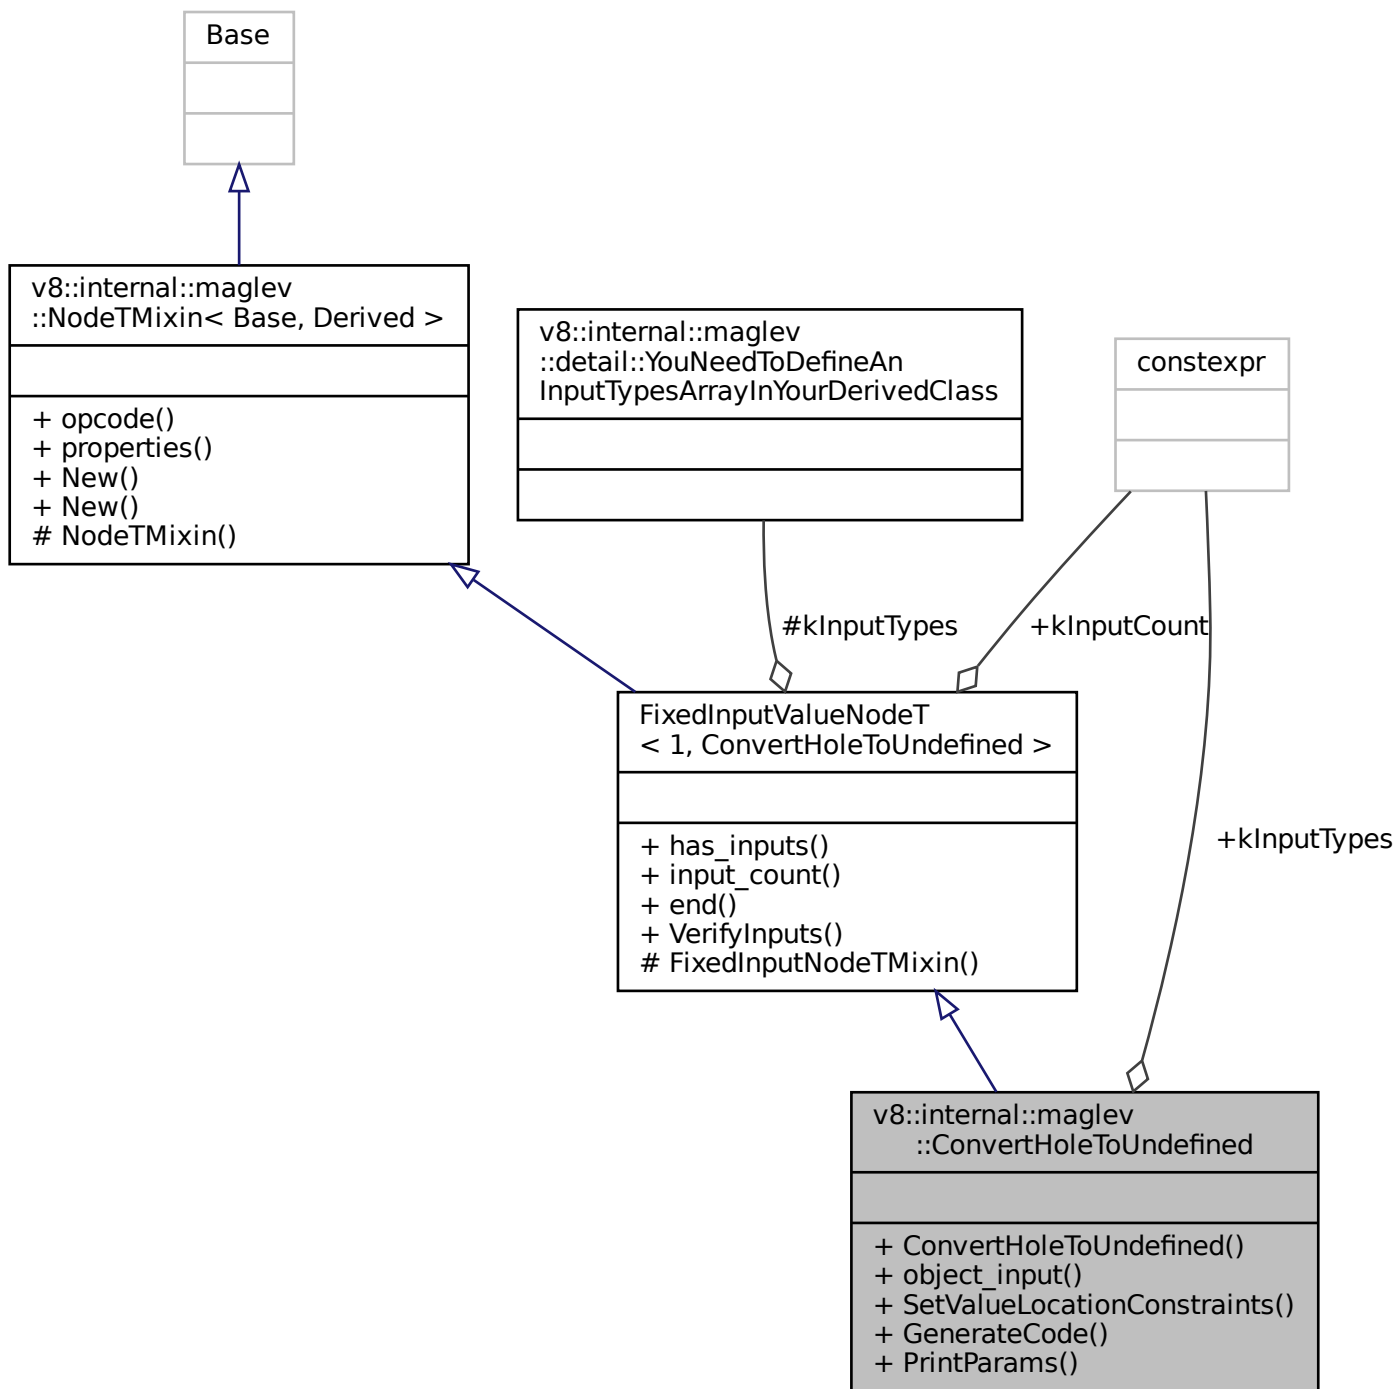 Base
v8::internal::maglev
::NodeTMixin< Base, Derived >
+ opcode()
+ properties()
+ New()
+ New()
# NodeTMixin()
v8::internal::maglev
::detail::YouNeedToDefineAn
InputTypesArrayInYourDerivedClass
constexpr
#kInputTypes
+kInputCount
FixedInputValueNodeT
< 1, ConvertHoleToUndefined >
+ has_inputs()
+ input_count()
+ end()
+ VerifyInputs()
# FixedInputNodeTMixin()
+kInputTypes
v8::internal::maglev
::ConvertHoleToUndefined
+ ConvertHoleToUndefined()
+ object_input()
+ SetValueLocationConstraints()
+ GenerateCode()
+ PrintParams()